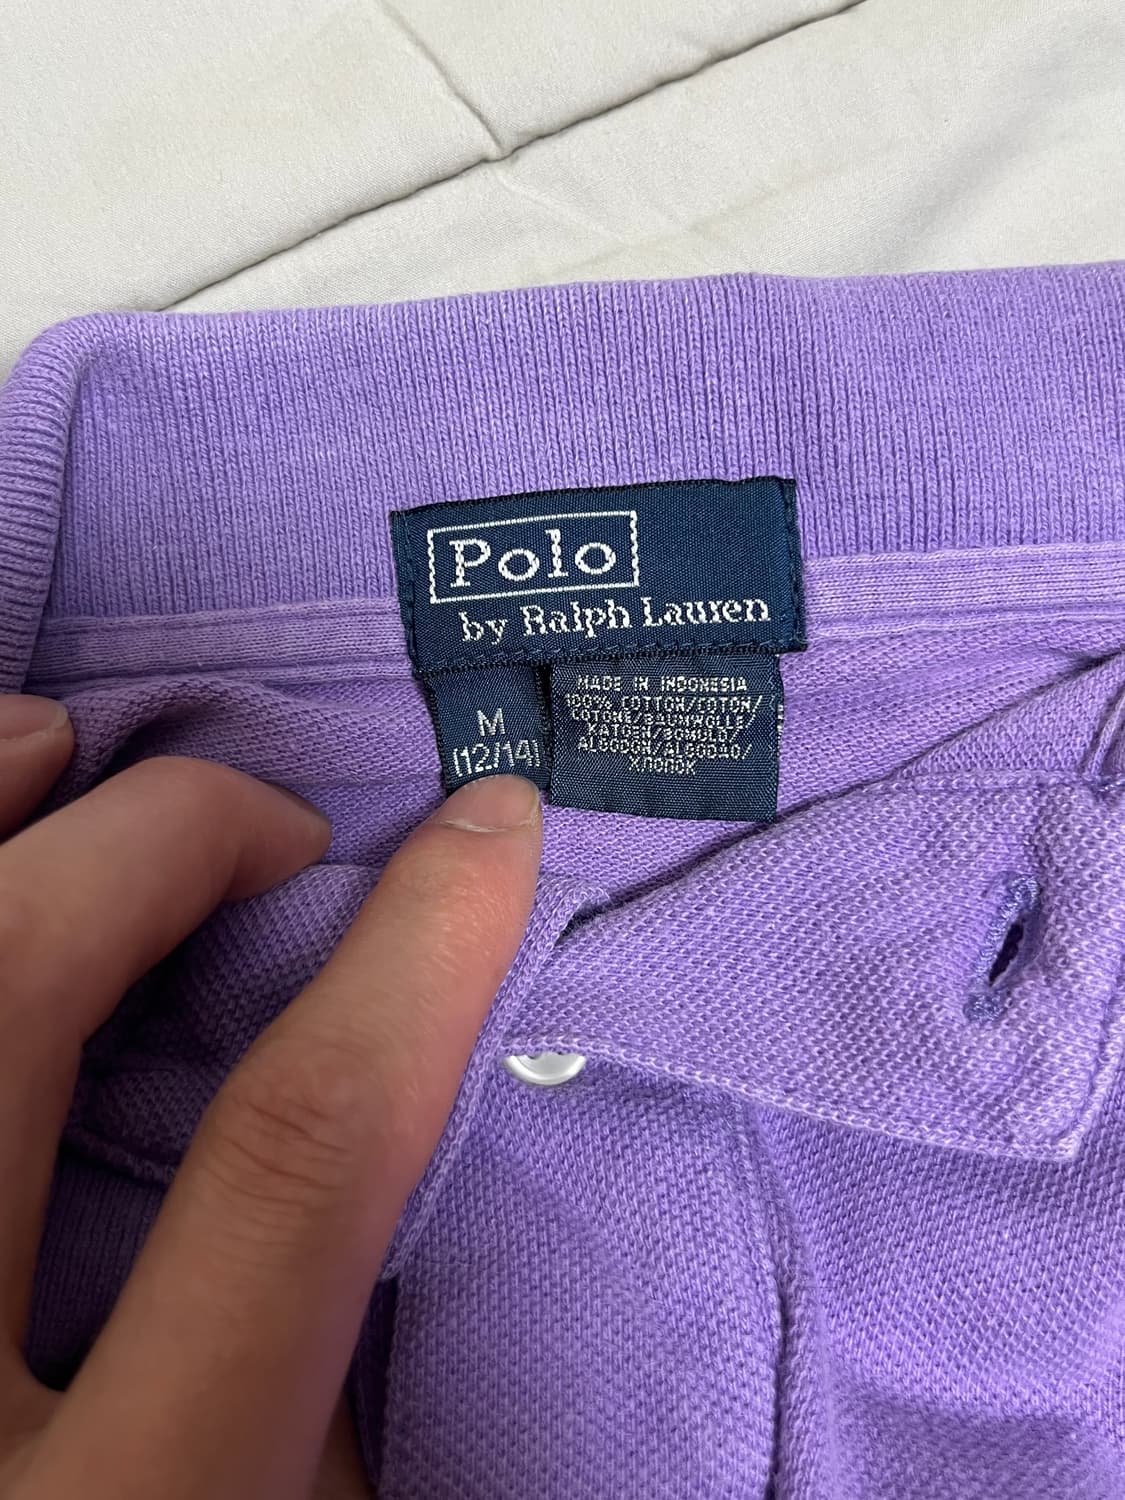 Polo
by Ralph Lauren
M
(12/14)
MADE IN INDONESIA
100% COTTON/COTON/
COTONE/BAUMWOLLE/
KATOEN/BOMULD/
ALGODON/ALGODAO/
ХЛОПОК